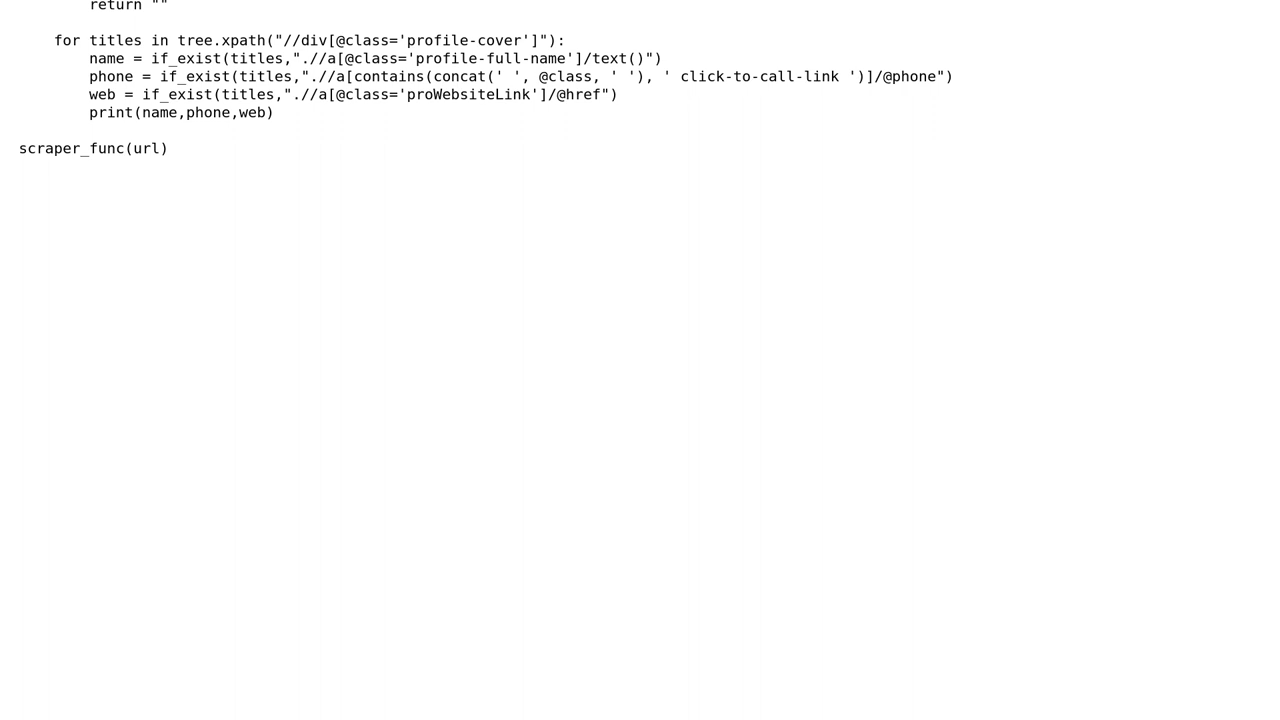 return ""

    for titles in tree.xpath("//div[@class='profile-cover']"):
        name = if_exist(titles,".//a[@class='profile-full-name']/text()")
        phone = if_exist(titles,".//a[contains(concat(' ', @class, ' '), ' click-to-call-link ')]/@phone")
        web = if_exist(titles,".//a[@class='proWebsiteLink']/@href")
        print(name,phone,web)

scraper_func(url)